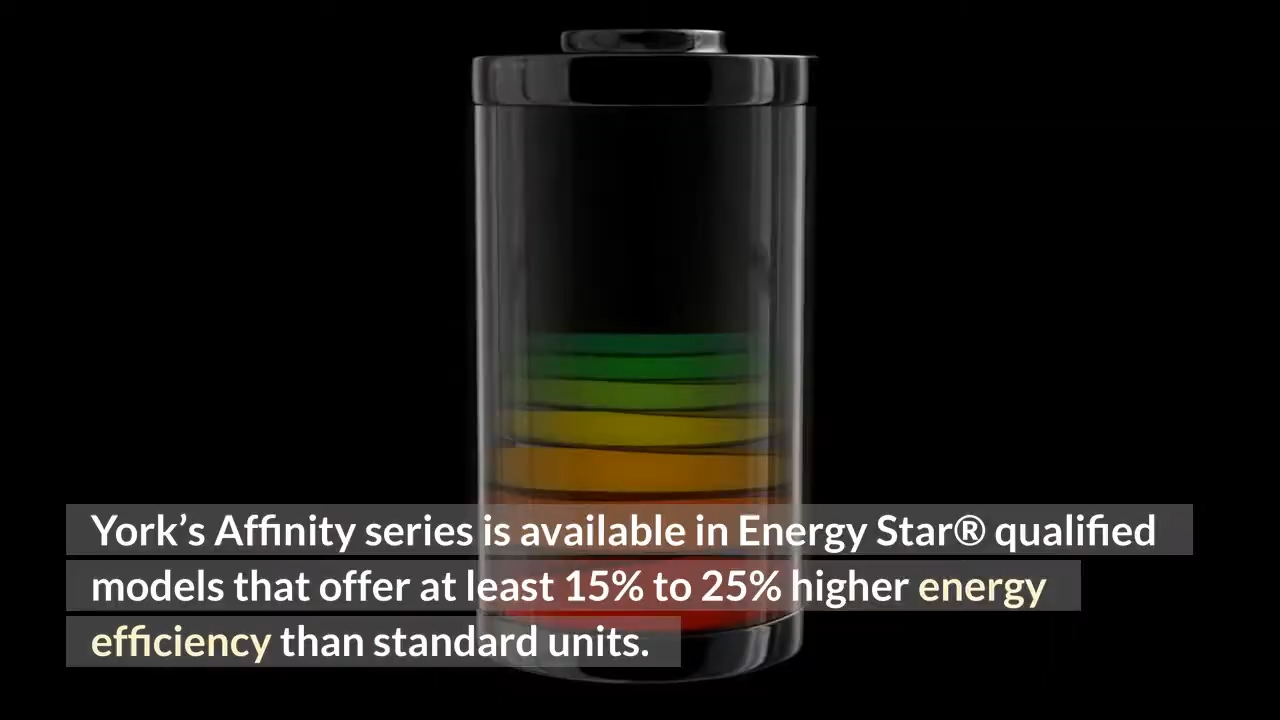 York’s Affinity series is available in Energy Star® qualified
models that offer at least 15% to 25% higher energy
efficiency than standard units.